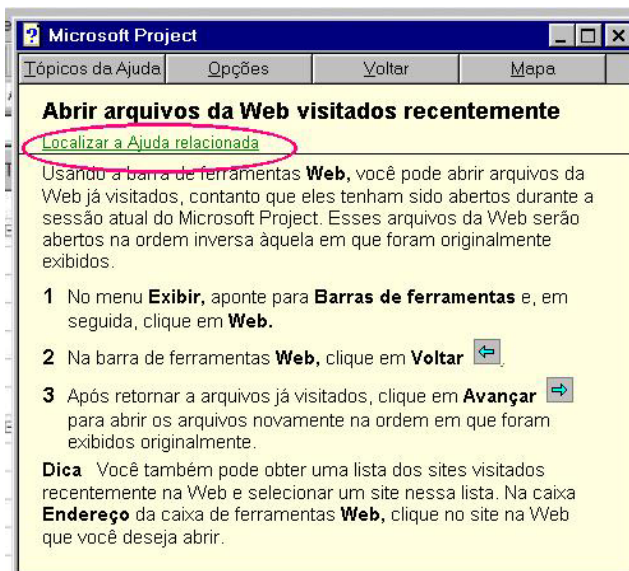 Microsoft Project
Tópicos da Ajuda Opções Voltar Mapa
Abrir arquivos da Web visitados recentemente
Localizar a Ajuda relacionada
Usando a barra de ferramentas Web, você pode abrir arquivos da
Web já visitados, contanto que eles tenham sido abertos durante a
sessão atual do Microsoft Project. Esses arquivos da Web serão
abertos na ordem inversa àquela em que foram originalmente
exibidos.
1 No menu Exibir, aponte para Barras de ferramentas e, em
seguida, clique em Web.
2 Na barra de ferramentas Web, clique em Voltar .
3 Após retornar a arquivos já visitados, clique em Avançar
para abrir os arquivos novamente na ordem em que foram
exibidos originalmente.
Dica Você também pode obter uma lista dos sites visitados
recentemente na Web e selecionar um site nessa lista. Na caixa
Endereço da caixa de ferramentas Web, clique no site na Web
que você deseja abrir.